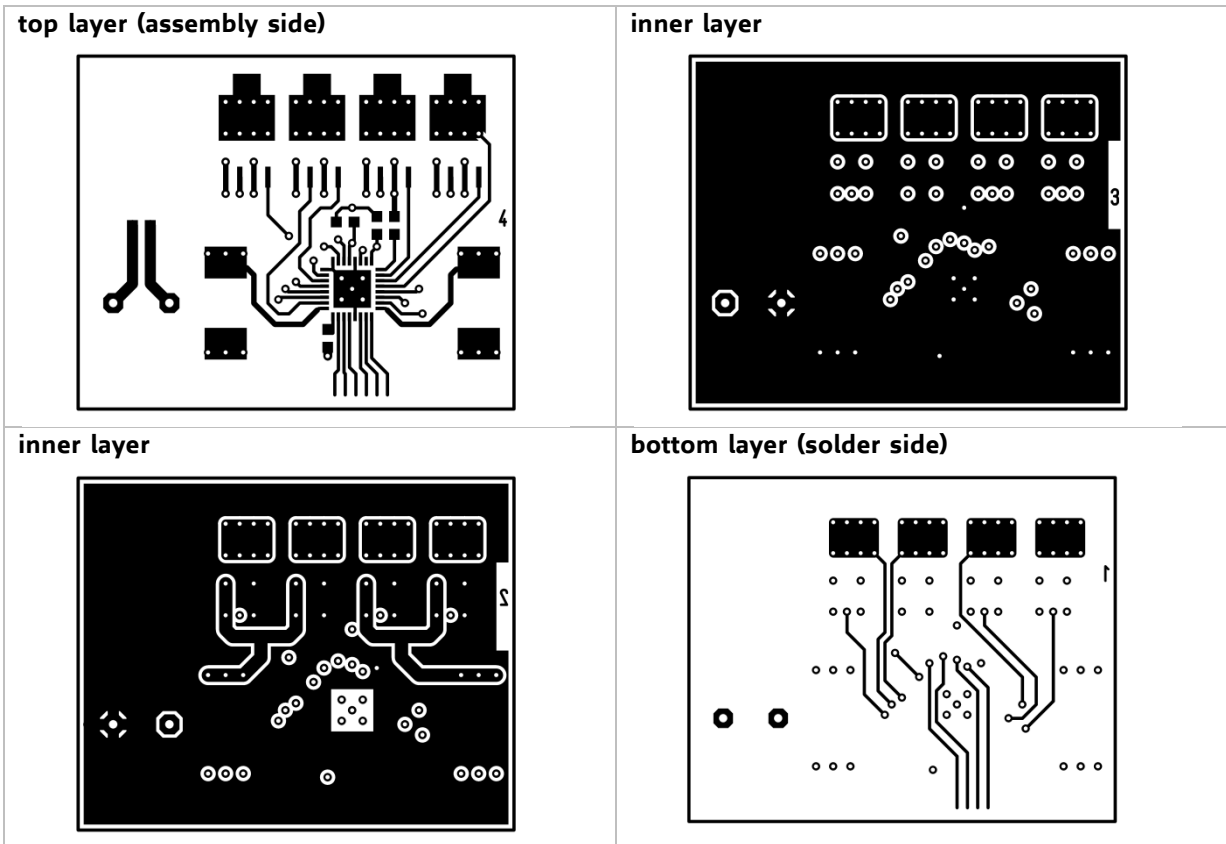 top layer (assembly side)
4
inner layer
3
inner layer
2
bottom layer (solder side)
1